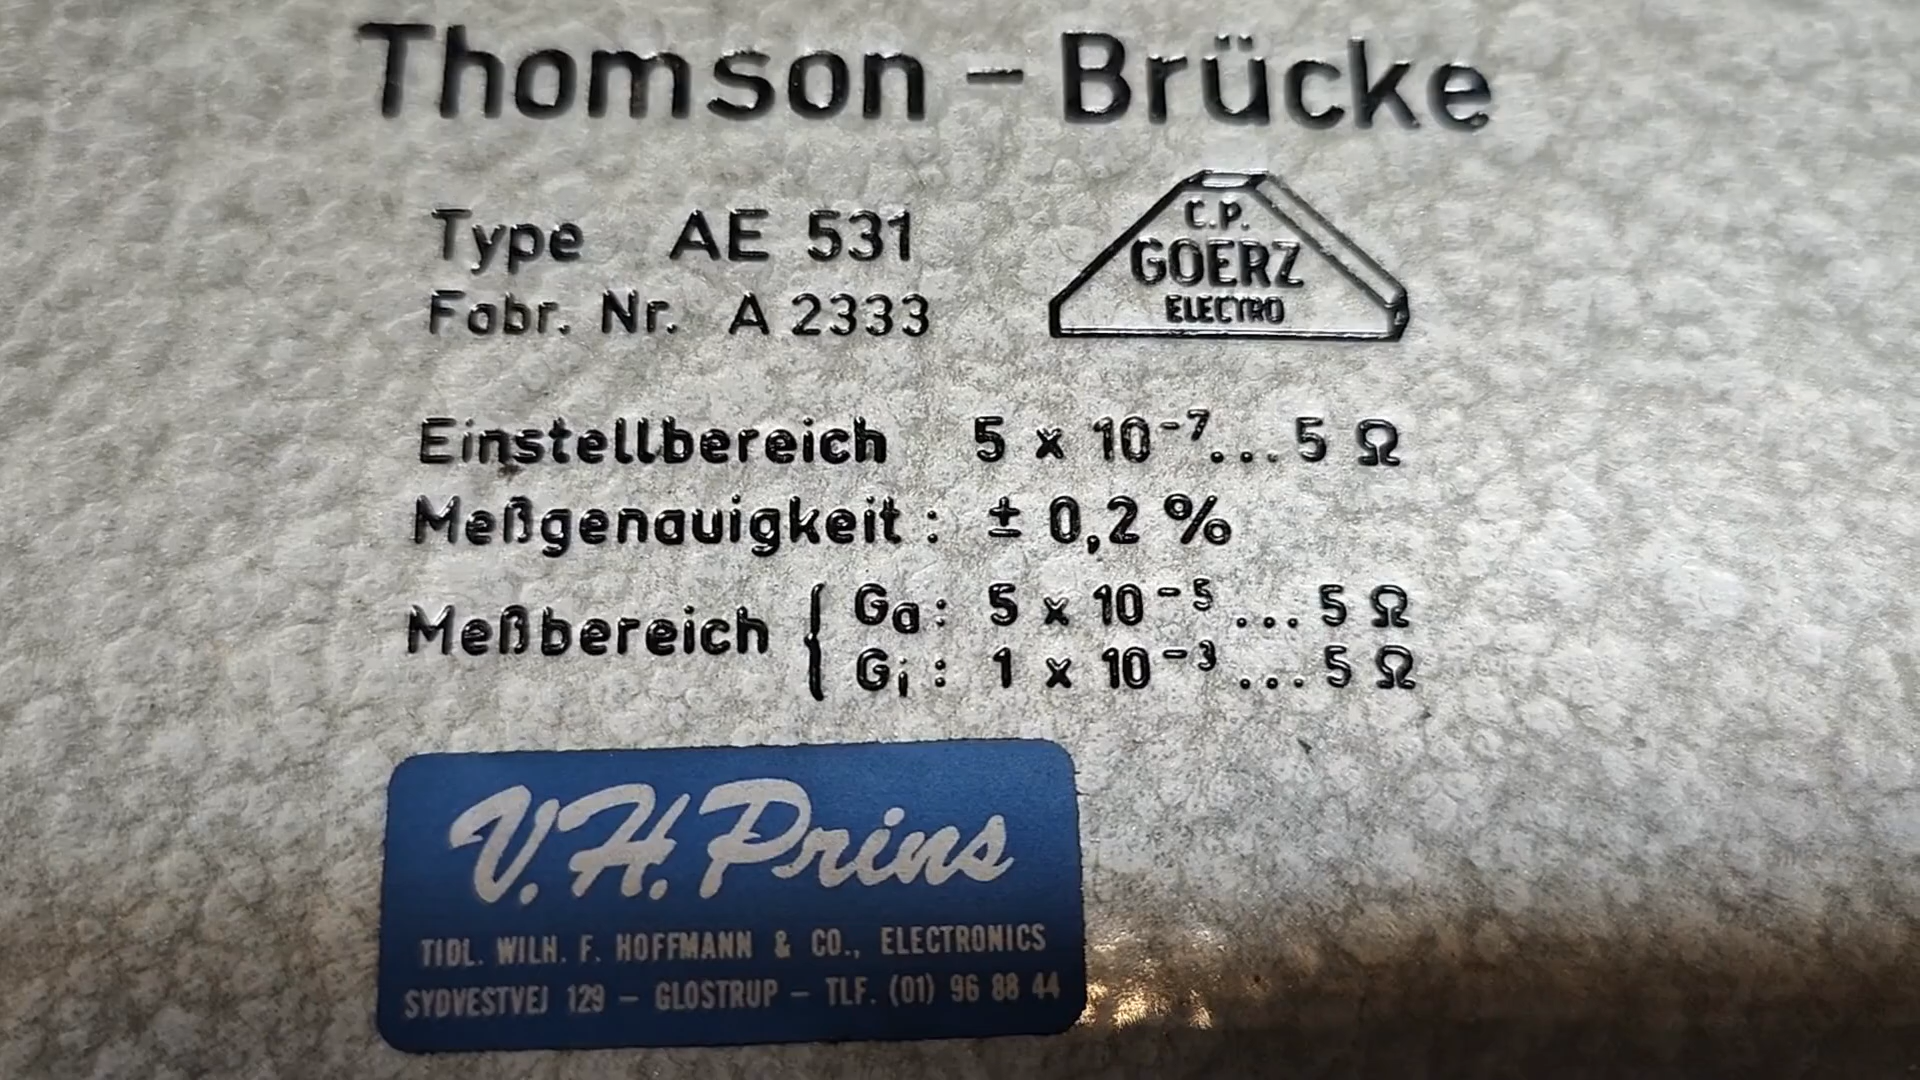 Thomson – Brücke
Type AE 531
Fabr. Nr. A 2333
C.P.
GOERZ
ELECTRO
Einstellbereich 5 x 10⁻⁷...5 Ω
Meßgenauigkeit : ± 0,2 %
Meßbereich { Ga : 5 x 10⁻⁵ ... 5 Ω
Gi : 1 x 10⁻³ ... 5 Ω
V.H. Prins
TIDL. WILH. F. HOFFMANN & CO., ELECTRONICS
SYDVESTVEJ 129 – GLOSTRUP – TLF. (01) 96 88 44